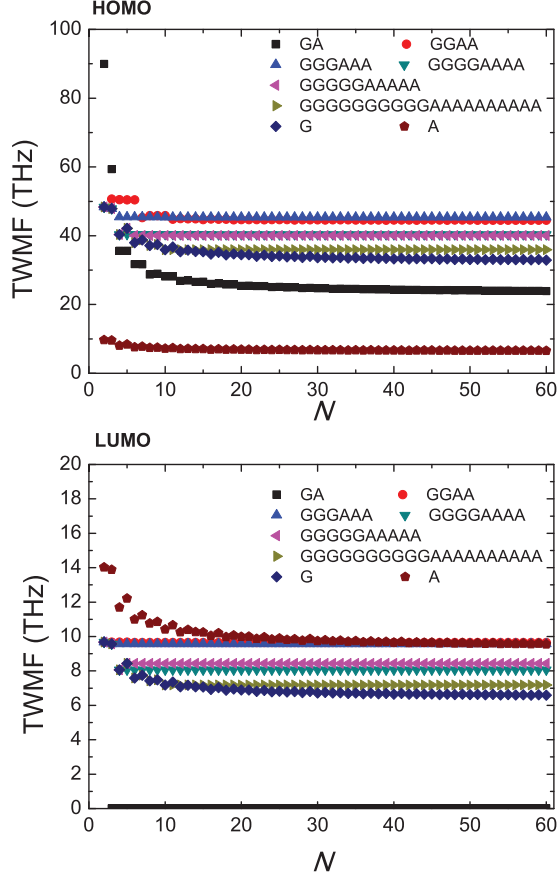 HOMO
TWMF (THz)
100
80
60
40
20
0
GA GGAA
GGGAAA GGGGAAAA
GGGGGAAAAA
GGGGGGGGGGAAAAAAAAAA
G A
0 10 20 30 40 50 60
N
LUMO
TWMF (THz)
20
18
16
14
12
10
8
6
4
2
0
GA GGAA
GGGAAA GGGGAAAA
GGGGGAAAAA
GGGGGGGGGGAAAAAAAAAA
G A
0 10 20 30 40 50 60
N